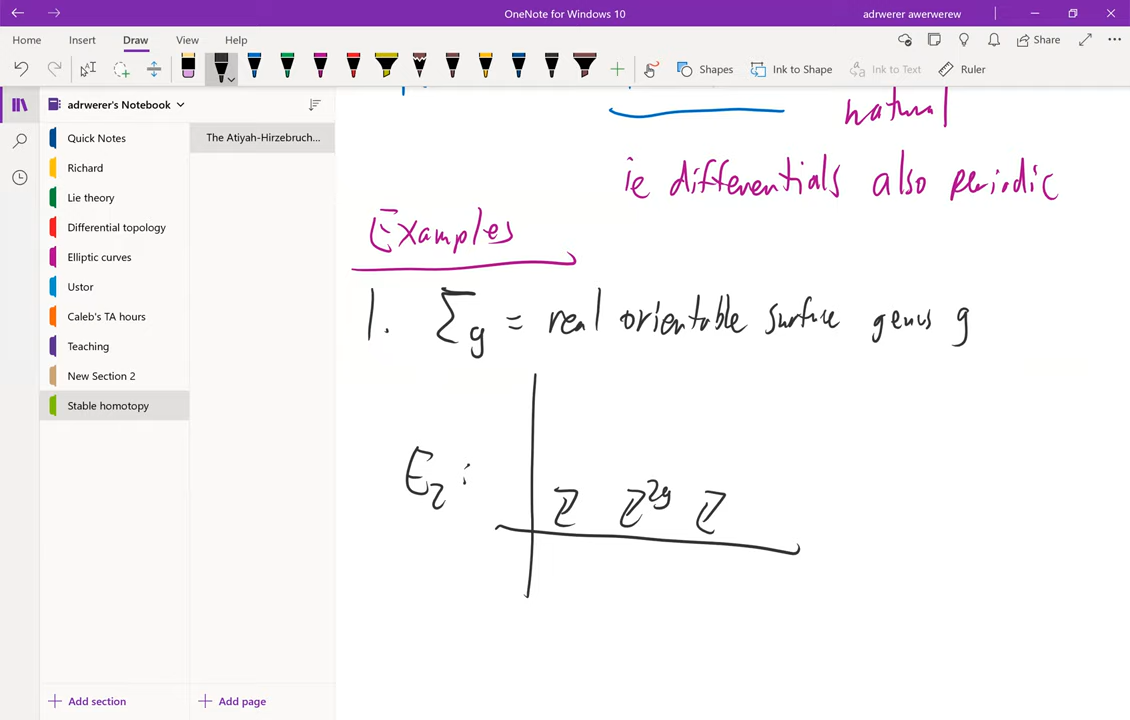 OneNote for Windows 10
adrwerer awerwerew
Home Insert Draw View Help
Share
Shapes
Ink to Shape
Ink to Text
Ruler
adrwerer's Notebook
The Atiyah-Hirzebruch...
Quick Notes
Richard
Lie theory
Differential topology
Elliptic curves
Ustor
Caleb's TA hours
Teaching
New Section 2
Stable homotopy
natural
ie differentials also periodic
Examples
1. Σ_g = real orientable surface genus g
E₂ :
ℤ ℤ²ᵍ ℤ
Add section
Add page